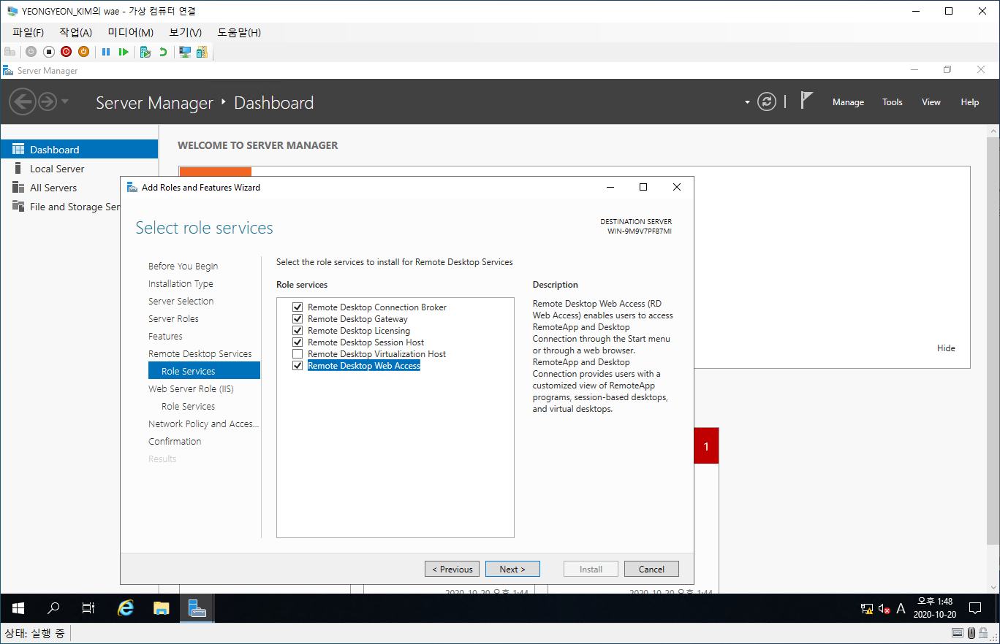 YEONGYEON_KIM의 wae - 가상 컴퓨터 연결
파일(F) 작업(A) 미디어(M) 보기(V) 도움말(H)
Server Manager
Server Manager ‣ Dashboard
Manage Tools View Help
Dashboard
Local Server
All Servers
File and Storage Ser
WELCOME TO SERVER MANAGER
Hide
1
Add Roles and Features Wizard
Select role services
DESTINATION SERVER
WIN-9M9V7PF87MI
Before You Begin
Installation Type
Server Selection
Server Roles
Features
Remote Desktop Services
Role Services
Web Server Role (IIS)
Role Services
Network Policy and Acces...
Confirmation
Results
Select the role services to install for Remote Desktop Services
Role services
Remote Desktop Connection Broker
Remote Desktop Gateway
Remote Desktop Licensing
Remote Desktop Session Host
Remote Desktop Virtualization Host
Remote Desktop Web Access
Description
Remote Desktop Web Access (RD
Web Access) enables users to access
RemoteApp and Desktop
Connection through the Start menu
or through a web browser.
RemoteApp and Desktop
Connection provides users with a
customized view of RemoteApp
programs, session-based desktops,
and virtual desktops.
< Previous Next > Install Cancel
2020-10-20 오후 1:44 2020-10-20 오후 1:44
A
오후 1:48
2020-10-20
상태: 실행 중